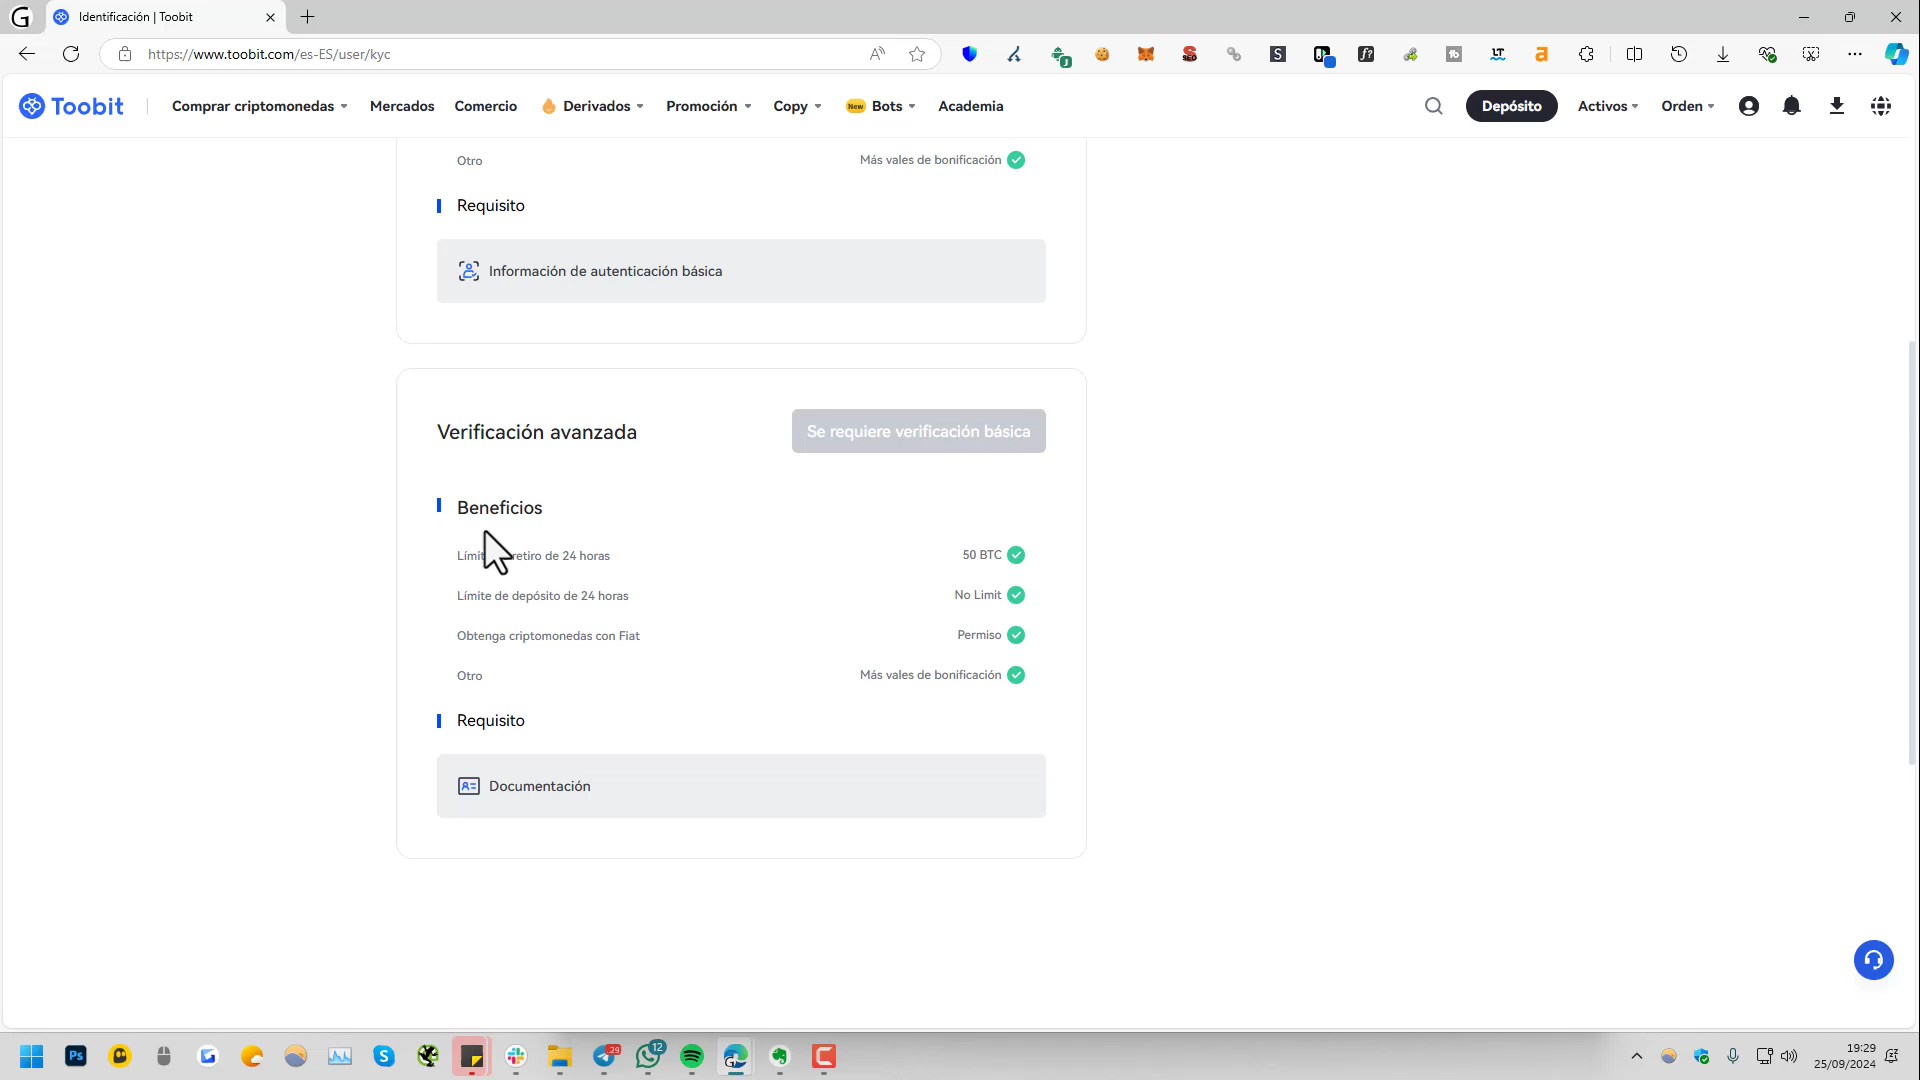 Identificación | Toobit
https://www.toobit.com/es-ES/user/kyc
Toobit
Comprar criptomonedas
Mercados
Comercio
Derivados
Promoción
Copy
New
Bots
Academia
Depósito
Activos
Orden
Otro
Más vales de bonificación
Requisito
Información de autenticación básica
Verificación avanzada
Se requiere verificación básica
Beneficios
retiro de 24 horas
50 BTC
Límite de depósito de 24 horas
No Limit
Obtenga criptomonedas con Fiat
Permiso
Otro
Más vales de bonificación
Requisito
Documentación
Ps
29
12
19:29
25/09/2024